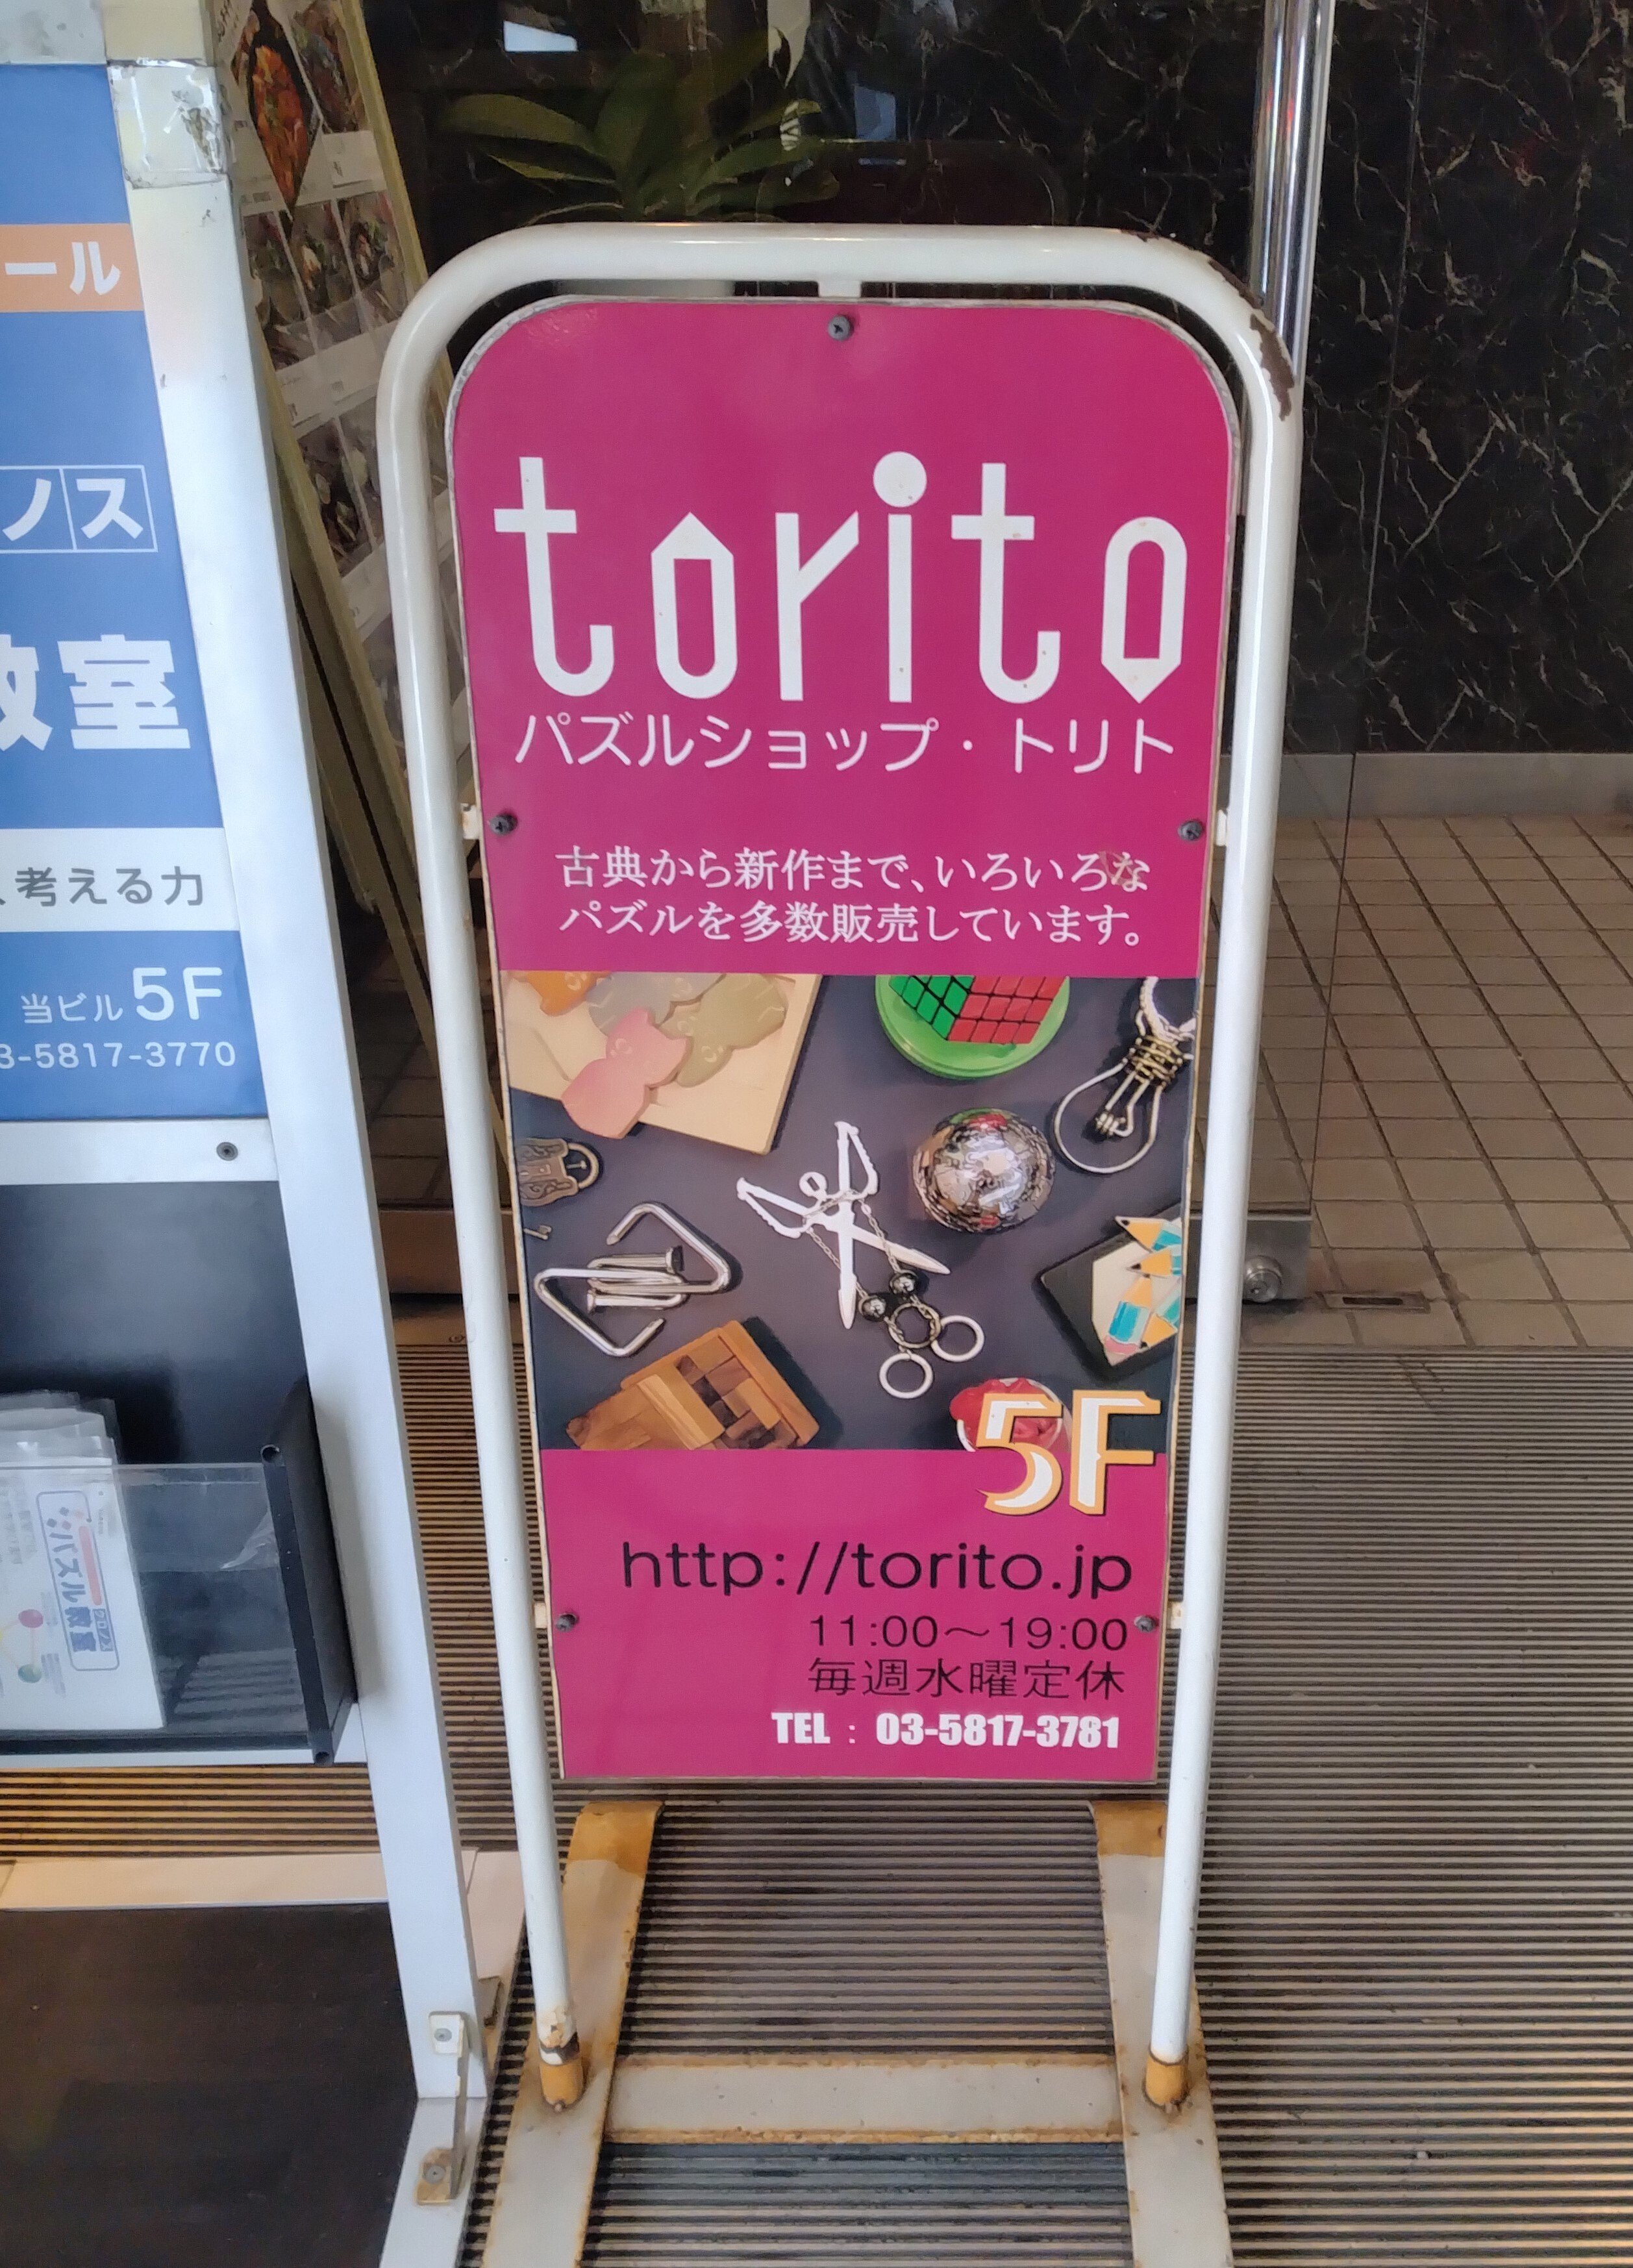 ール
ノス
教室
考える力
当ビル5F
3-5817-3770
パズル教室
torito
パズルショップ・トリト
古典から新作まで、いろいろな
パズルを多数販売しています。
5F
http://torito.jp
11:00～19:00
毎週水曜定休
TEL : 03-5817-3781